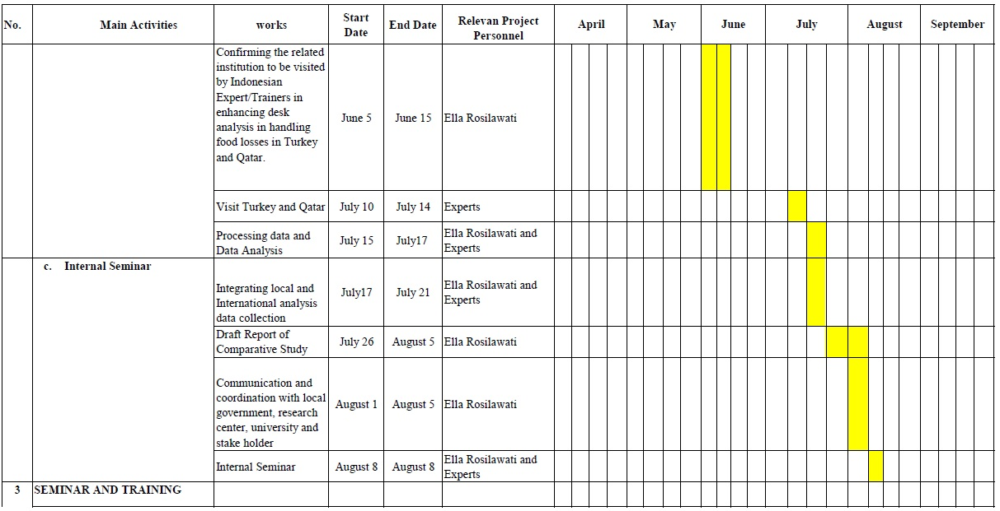 No. Main Activities works Start Date End Date Relevan Project Personnel April May June July August September
Confirming the related
institution to be visited
by Indonesian
Expert/Trainers in
enhancing desk
analysis in handling
food losses in Turkey
and Qatar.
June 5 June 15 Ella Rosilawati
Visit Turkey and Qatar July 10 July 14 Experts
Processing data and
Data Analysis
July 15 July17 Ella Rosilawati and
Experts
c. Internal Seminar
Integrating local and
International analysis
data collection
July17 July 21 Ella Rosilawati and
Experts
Draft Report of
Comparative Study
July 26 August 5 Ella Rosilawati
Communication and
coordination with local
government, research
center, university and
stake holder
August 1 August 5 Ella Rosilawati
Internal Seminar August 8 August 8 Ella Rosilawati and
Experts
3 SEMINAR AND TRAINING